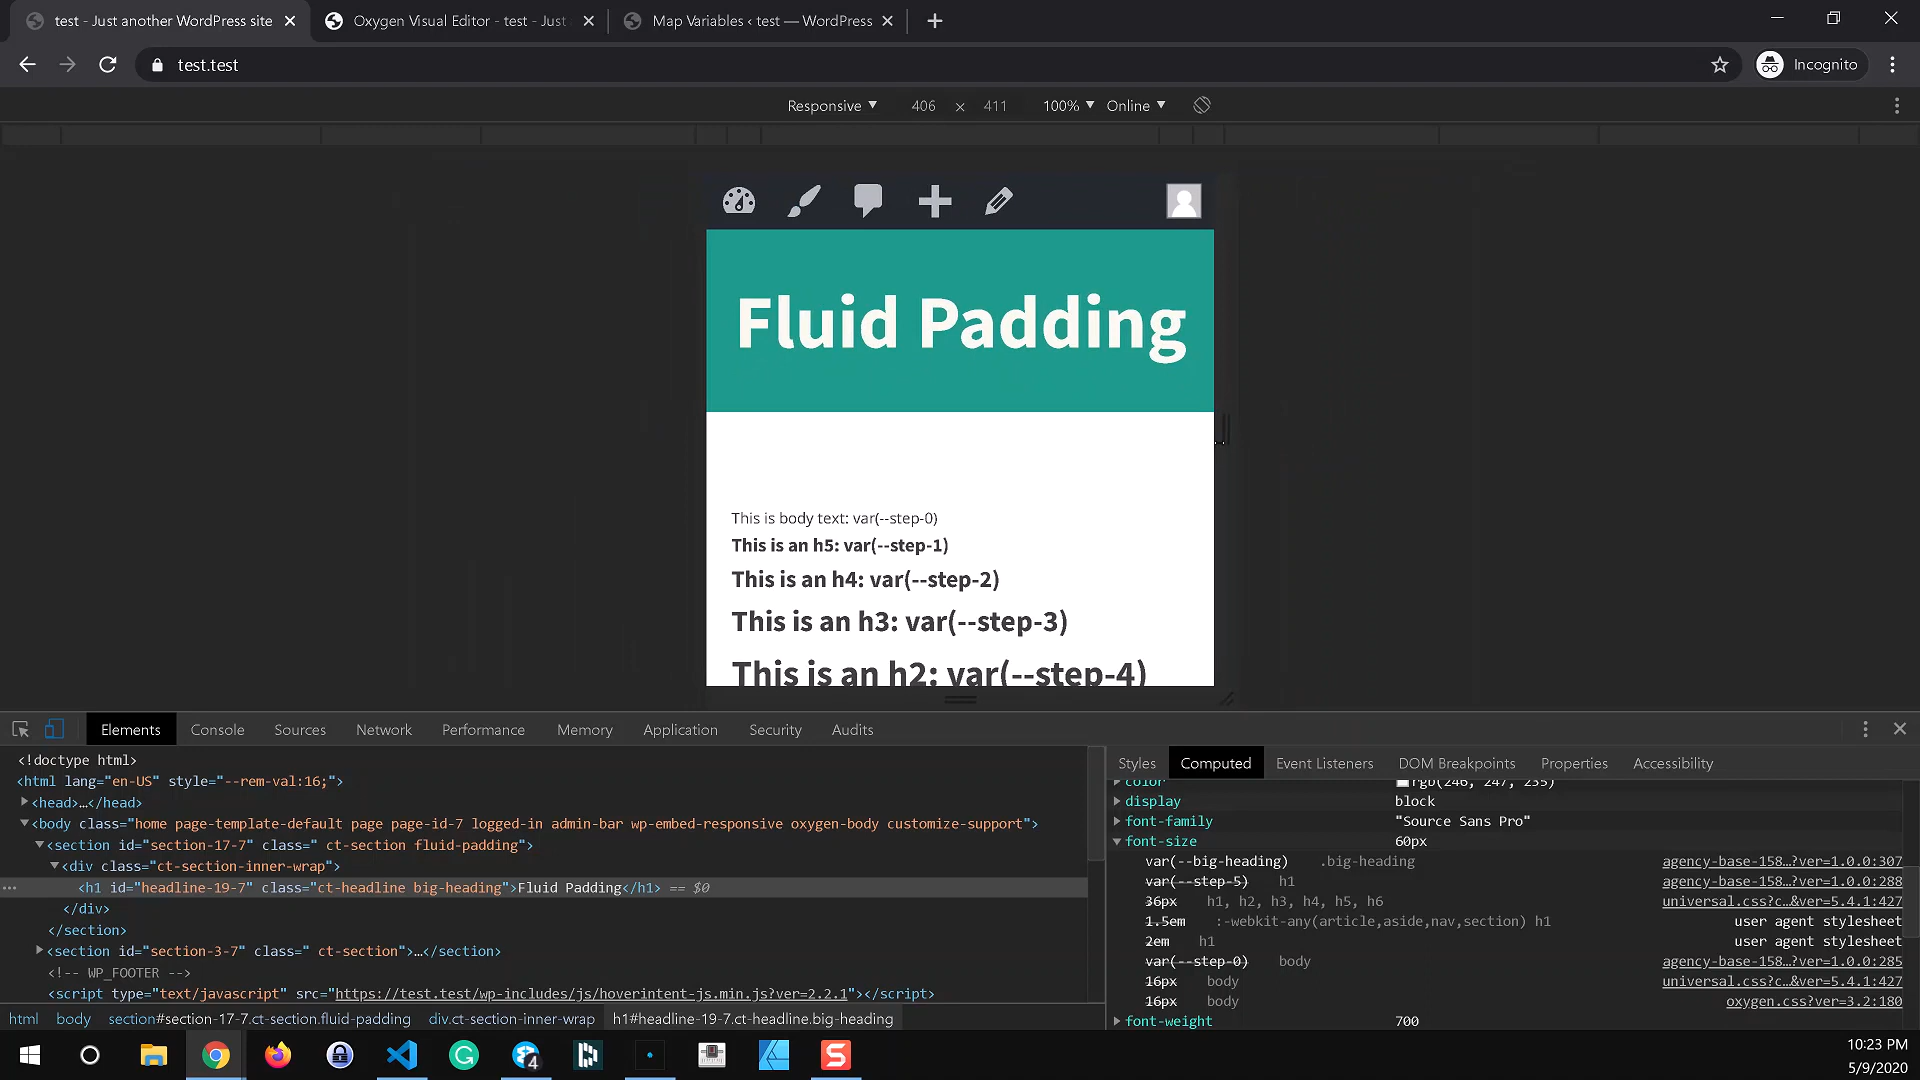 test - Just another WordPress site
Oxygen Visual Editor - test - Just
Map Variables ‹ test — WordPress
test.test
Incognito
Responsive ▼ 406 × 411 100% ▼ Online ▼
Fluid Padding
This is body text: var(--step-0)
This is an h5: var(--step-1)
This is an h4: var(--step-2)
This is an h3: var(--step-3)
This is an h2: var(--step-4)
Elements Console Sources Network Performance Memory Application Security Audits
<!doctype html>
<html lang="en-US" style="--rem-val:16;">
<head>…</head>
<body class="home page-template-default page page-id-7 logged-in admin-bar wp-embed-responsive oxygen-body customize-support">
<section id="section-17-7" class=" ct-section fluid-padding">
<div class="ct-section-inner-wrap">
<h1 id="headline-19-7" class="ct-headline big-heading">Fluid Padding</h1> == $0
</div>
</section>
<section id="section-3-7" class=" ct-section">…</section>
<!-- WP_FOOTER -->
<script type="text/javascript" src="https://test.test/wp-includes/js/hoverintent-js.min.js?ver=2.2.1"></script>
html body section#section-17-7.ct-section.fluid-padding div.ct-section-inner-wrap h1#headline-19-7.ct-headline.big-heading
Styles Computed Event Listeners DOM Breakpoints Properties Accessibility
color rgb(246, 247, 235)
display block
font-family "Source Sans Pro"
font-size 60px
var(--big-heading) .big-heading agency-base-158…?ver=1.0.0:307
var(--step-5) h1 agency-base-158…?ver=1.0.0:288
36px h1, h2, h3, h4, h5, h6 universal.css?c…&ver=5.4.1:427
1.5em :-webkit-any(article,aside,nav,section) h1 user agent stylesheet
2em h1 user agent stylesheet
var(--step-0) body agency-base-158…?ver=1.0.0:285
16px body universal.css?c…&ver=5.4.1:427
16px body oxygen.css?ver=3.2:180
font-weight 700
4
10:23 PM
5/9/2020